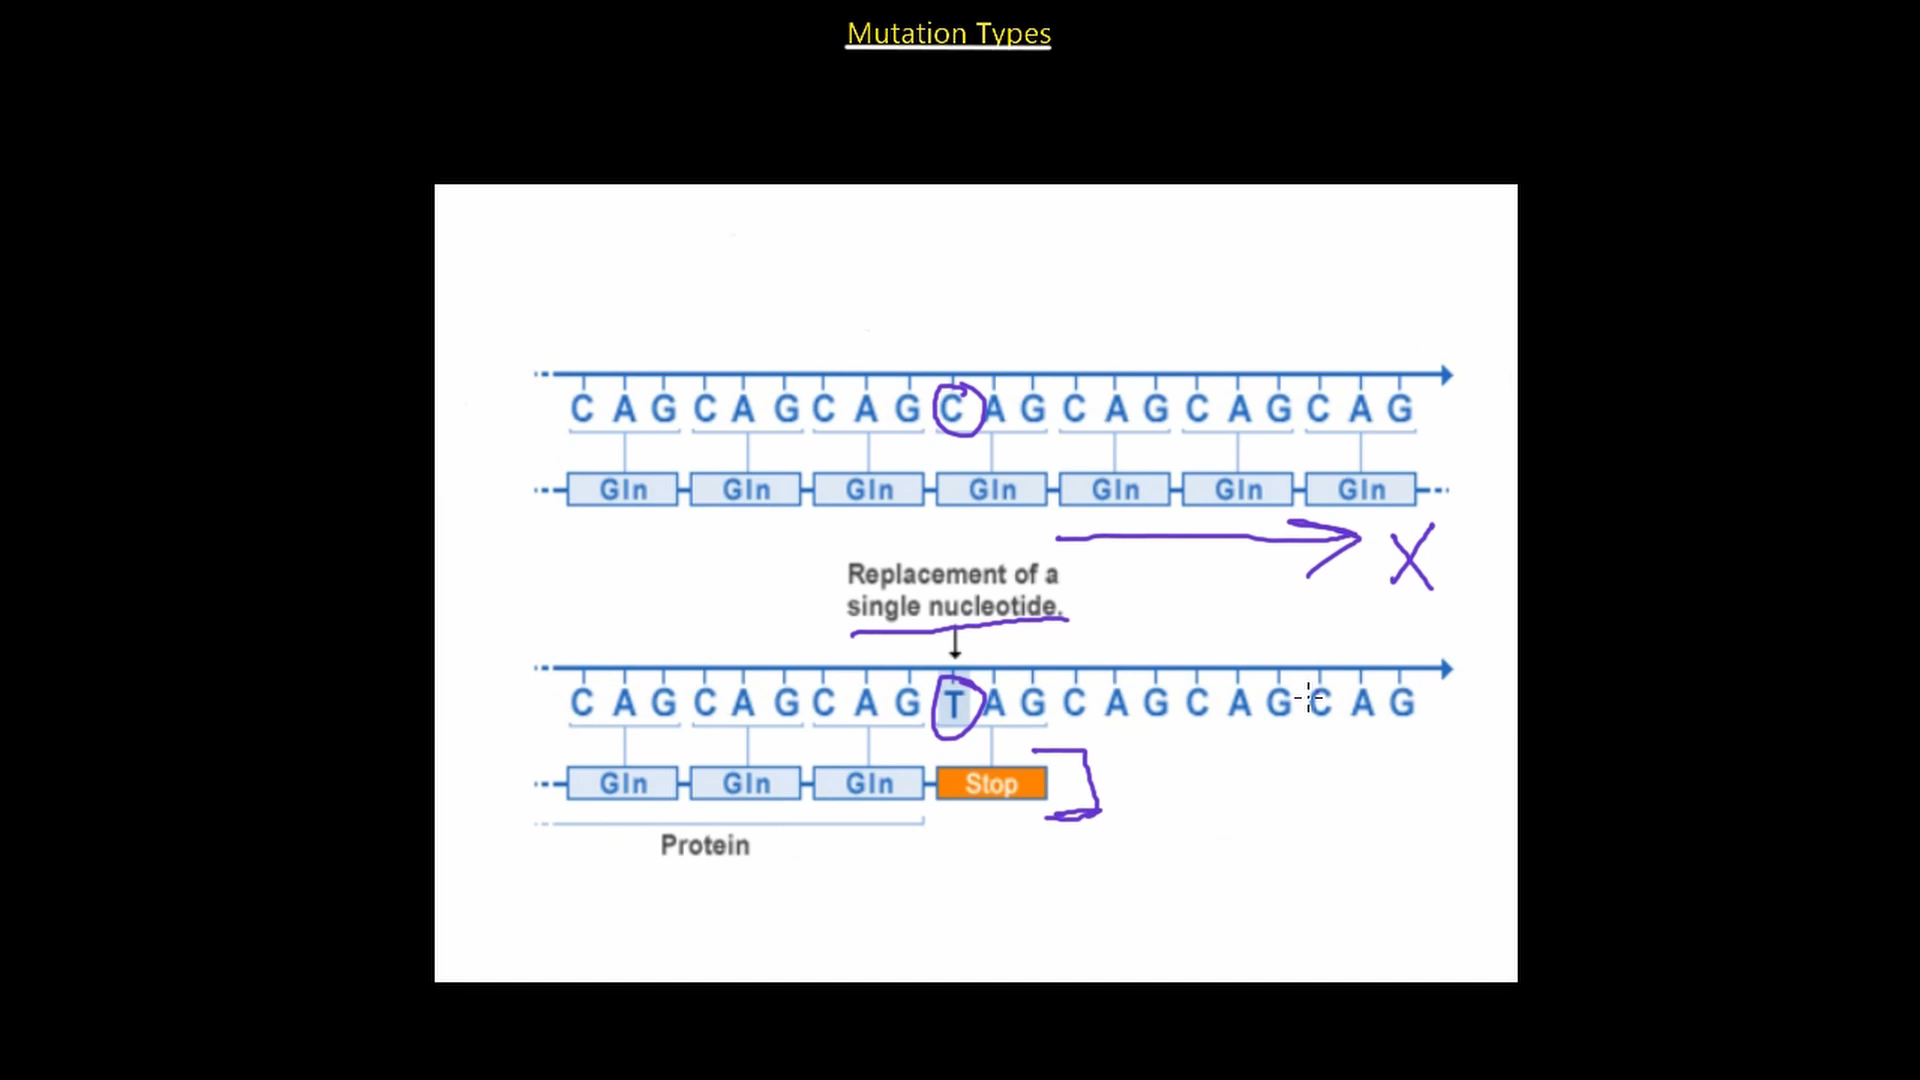 Mutation Types
C A G C A G C A G C A G C A G C A G C A G
Gln Gln Gln Gln Gln Gln Gln
X
Replacement of a
single nucleotide.
C A G C A G C A G T A G C A G C A G C A G
Gln Gln Gln Stop
Protein